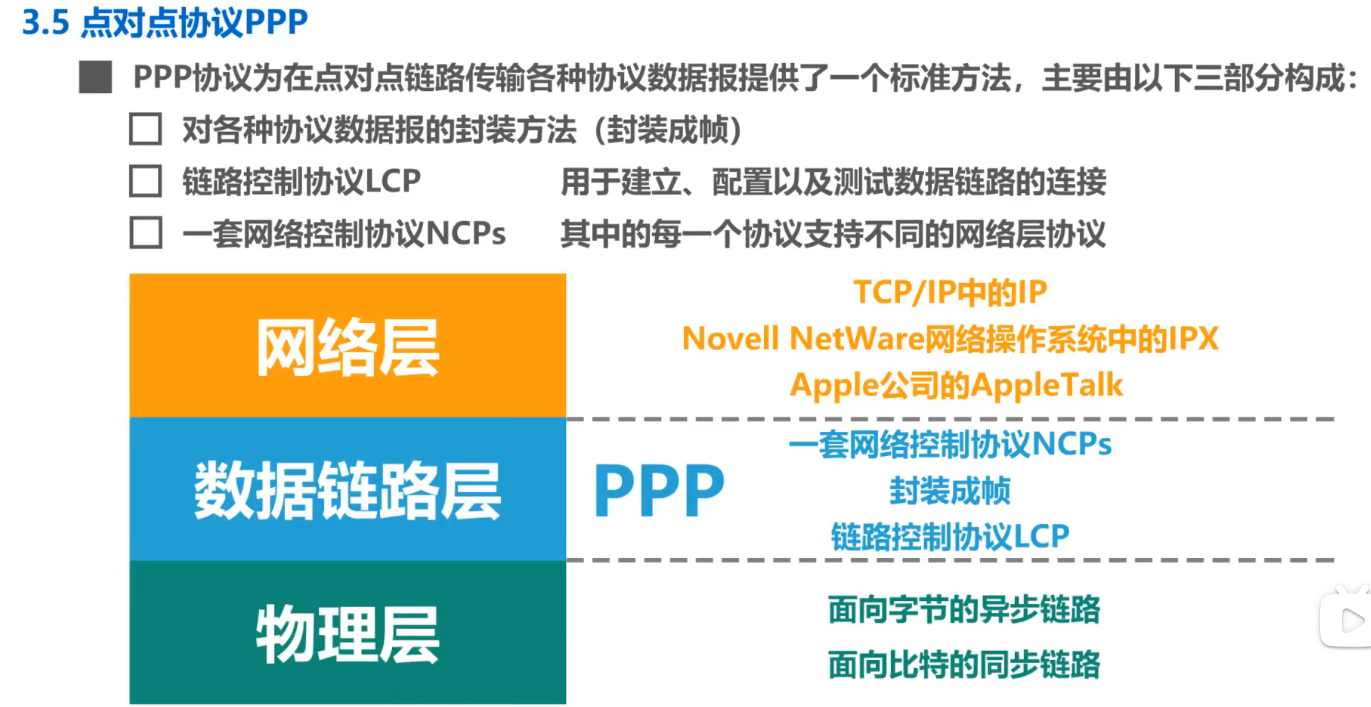 3.5 点对点协议PPP
PPP协议为在点对点链路传输各种协议数据报提供了一个标准方法，主要由以下三部分构成：
对各种协议数据报的封装方法（封装成帧）
链路控制协议LCP 用于建立、配置以及测试数据链路的连接
一套网络控制协议NCPs 其中的每一个协议支持不同的网络层协议
网络层
TCP/IP中的IP
Novell NetWare网络操作系统中的IPX
Apple公司的AppleTalk
数据链路层
PPP
一套网络控制协议NCPs
封装成帧
链路控制协议LCP
物理层
面向字节的异步链路
面向比特的同步链路